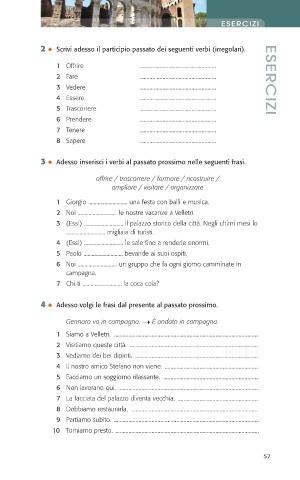 ESERCIZI
ESERCIZI
2 Scrivi adesso il participio passato dei seguenti verbi (irregolari).
1 Offrire ..................................................
2 Fare ..................................................
3 Vedere ..................................................
4 Essere ..................................................
5 Trascorrere ..................................................
6 Prendere ..................................................
7 Tenere ..................................................
8 Sapere ..................................................
3 Adesso inserisci i verbi al passato prossimo nelle seguenti frasi.
offrire / trascorrere / formare / ricostruire /
ampliare / visitare / organizzare
1 Giorgio .......................... una festa con balli e musica.
2 Noi .......................... le nostre vacanze a Velletri.
3 (Essi) .......................... il palazzo storico della città. Negli ultimi mesi lo
.......................... migliaia di turisti.
4 (Essi) .......................... le sale fino a renderle enormi.
5 Paolo .......................... bevande ai suoi ospiti.
6 Noi .......................... un gruppo che fa ogni giorno camminate in
campagna.
7 Chi ti .......................... la coca cola?
4 Adesso volgi le frasi dal presente al passato prossimo.
Gennaro va in campagna. → È andato in campagna.
1 Siamo a Velletri. ..................................................
2 Visitiamo queste città. ..................................................
3 Vediamo dei bei dipinti. ..................................................
4 Il nostro amico Stefano non viene. ..................................................
5 Facciamo un soggiorno rilassante. ..................................................
6 Non lavorano qui. ..................................................
7 La facciata del palazzo diventa vecchia. ..................................................
8 Dobbiamo restaurarla. ..................................................
9 Partiamo subito. ..................................................
10 Torniamo presto. ..................................................
57